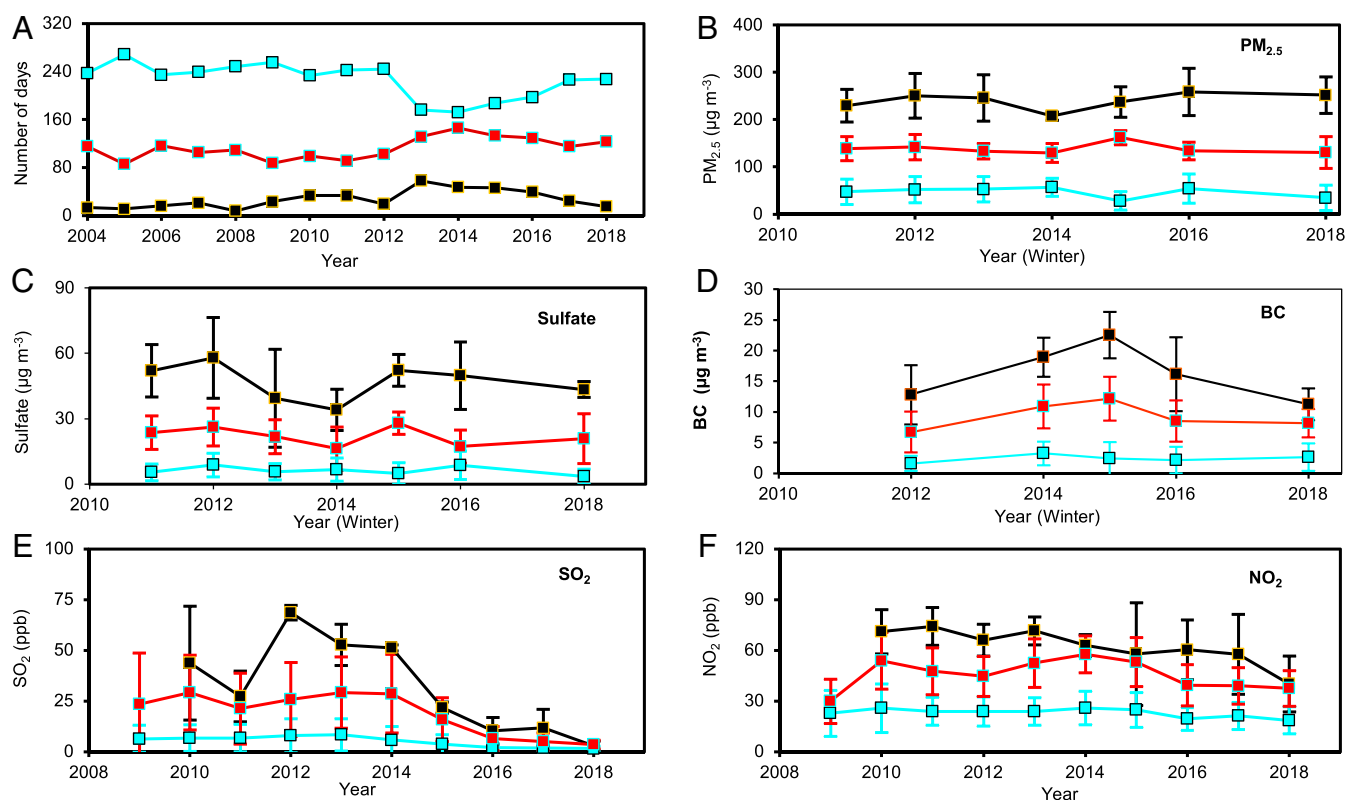 A
Number of days
320
240
160
80
0
2004 2006 2008 2010 2012 2014 2016 2018
Year
B
PM2.5
PM2.5 (µg m-3)
400
300
200
100
0
2010 2012 2014 2016 2018
Year (Winter)
C
Sulfate
Sulfate (µg m-3)
90
60
30
0
2010 2012 2014 2016 2018
Year (Winter)
D
BC
BC (µg m-3)
30
25
20
15
10
5
0
2010 2012 2014 2016 2018
Year (Winter)
E
SO2
SO2 (ppb)
100
75
50
25
0
2008 2010 2012 2014 2016 2018
Year
F
NO2
NO2 (ppb)
120
90
60
30
0
2008 2010 2012 2014 2016 2018
Year